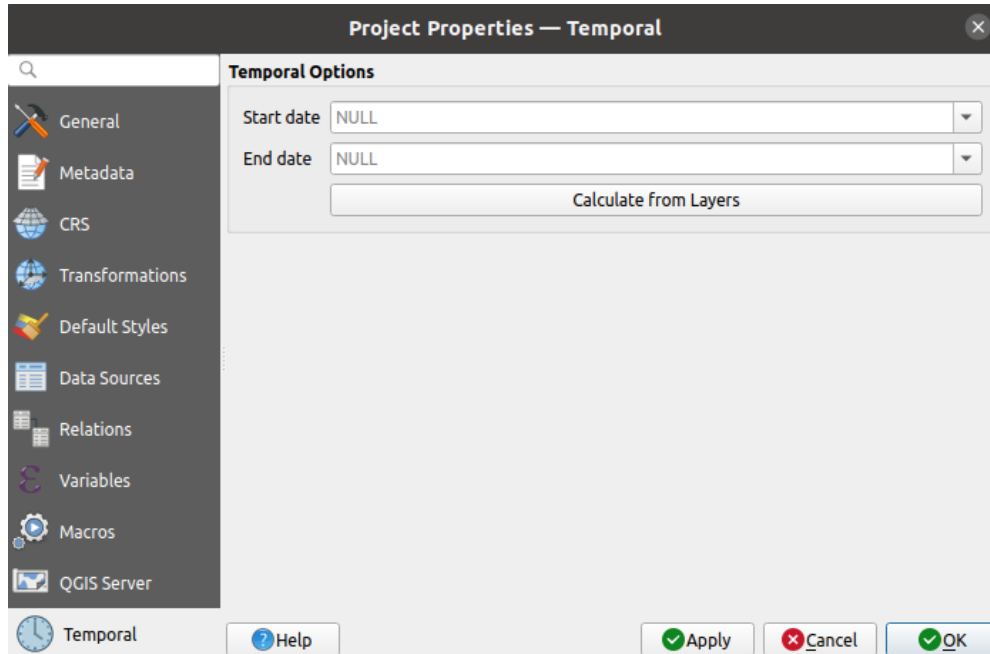 Project Properties — Temporal
General
Metadata
CRS
Transformations
Default Styles
Data Sources
Relations
Variables
Macros
QGIS Server
Temporal
Temporal Options
Start date NULL
End date NULL
Calculate from Layers
Help Apply Cancel OK